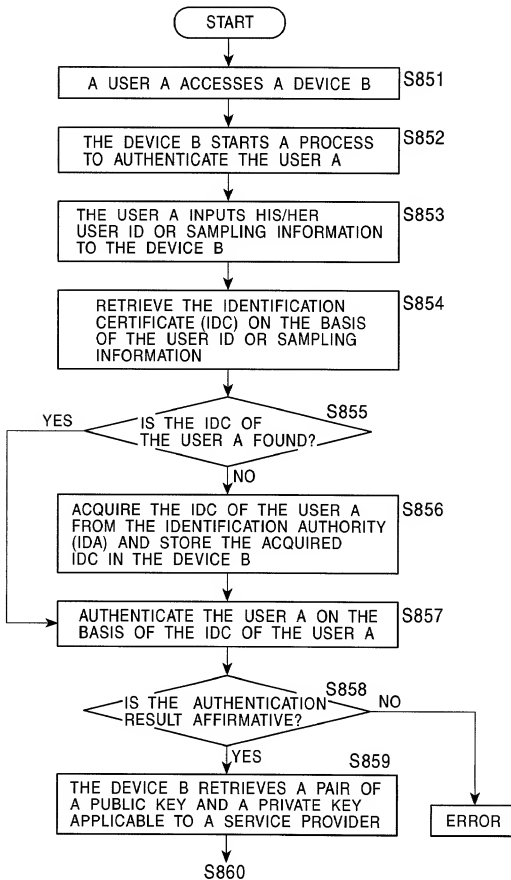 START
A USER A ACCESSES A DEVICE B
S851
THE DEVICE B STARTS A PROCESS
TO AUTHENTICATE THE USER A
S852
THE USER A INPUTS HIS/HER
USER ID OR SAMPLING INFORMATION
TO THE DEVICE B
S853
RETRIEVE THE IDENTIFICATION
CERTIFICATE (IDC) ON THE BASIS
OF THE USER ID OR SAMPLING
INFORMATION
S854
S855
YES
IS THE IDC OF
THE USER A FOUND?
NO
ACQUIRE THE IDC OF THE USER A
FROM THE IDENTIFICATION AUTHORITY
(IDA) AND STORE THE ACQUIRED
IDC IN THE DEVICE B
S856
AUTHENTICATE THE USER A ON THE
BASIS OF THE IDC OF THE USER A
S857
S858
IS THE AUTHENTICATION
RESULT AFFIRMATIVE?
NO
YES
S859
THE DEVICE B RETRIEVES A PAIR OF
A PUBLIC KEY AND A PRIVATE KEY
APPLICABLE TO A SERVICE PROVIDER
ERROR
S860